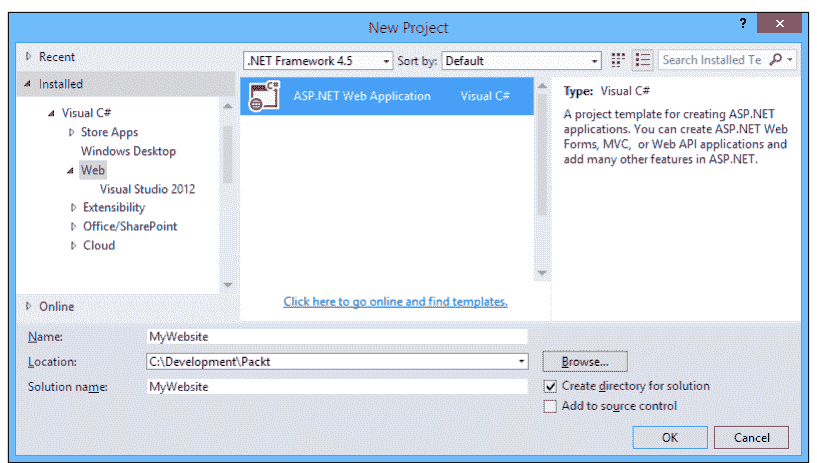 New Project
? ×
Recent
.NET Framework 4.5 Sort by: Default Search Installed Te
Installed
Visual C#
Store Apps
Windows Desktop
Web
Visual Studio 2012
Extensibility
Office/SharePoint
Cloud
Online
C#
ASP.NET Web Application Visual C#
Click here to go online and find templates.
Type: Visual C#
A project template for creating ASP.NET
applications. You can create ASP.NET Web
Forms, MVC, or Web API applications and
add many other features in ASP.NET.
Name: MyWebsite
Location: C:\Development\Packt Browse...
Solution name: MyWebsite
Create directory for solution
Add to source control
OK Cancel